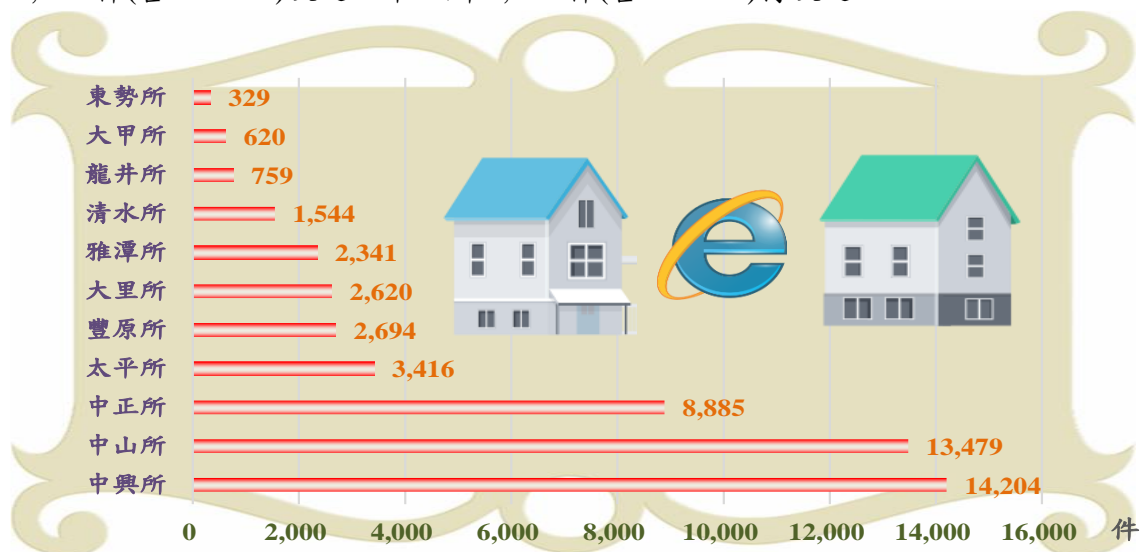 東勢所 329
大甲所 620
龍井所 759
清水所 1,544
雅潭所 2,341
大里所 2,620
豐原所 2,694
太平所 3,416
中正所 8,885
中山所 13,479
中興所 14,204
0 2,000 4,000 6,000 8,000 10,000 12,000 14,000 16,000 件